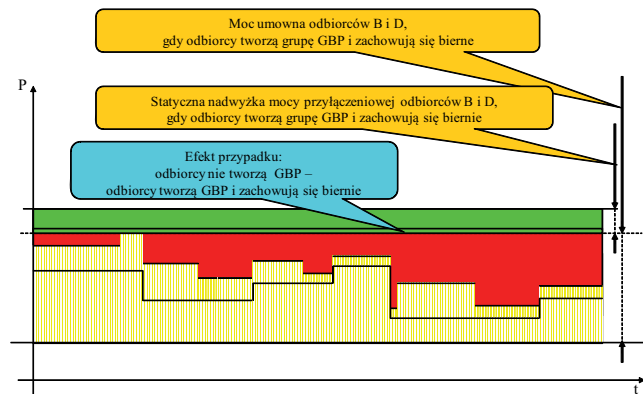 Moc umowna odbiorców B i D,
gdy odbiorcy tworzą grupę GBP i zachowują się bierne
P
Statyczna nadwyżka mocy przyłączeniowej odbiorców B i D,
gdy odbiorcy tworzą grupę GBP i zachowują się biernie
Efekt przypadku:
odbiorcy nie tworzą GBP –
odbiorcy tworzą GBP i zachowują się biernie
t